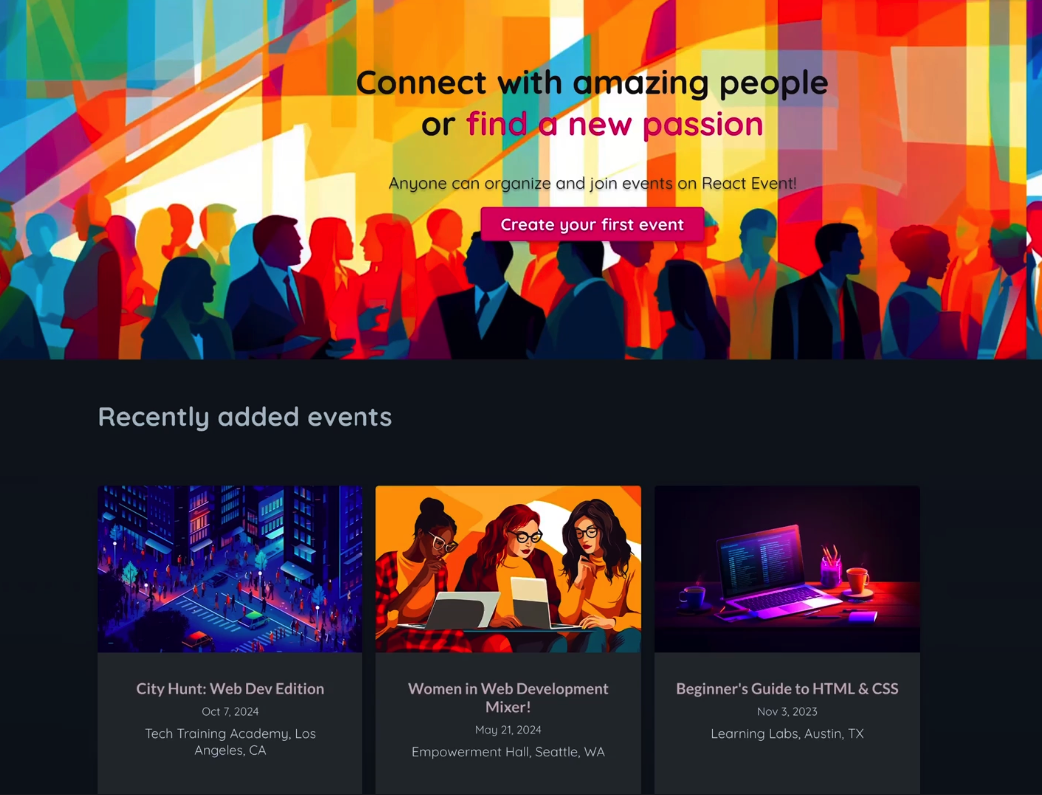 Connect with amazing people
or find a new passion
Anyone can organize and join events on React Event!
Create your first event
Recently added events
City Hunt: Web Dev Edition
Oct 7, 2024
Tech Training Academy, Los
Angeles, CA
Women in Web Development
Mixer!
May 21, 2024
Empowerment Hall, Seattle, WA
Beginner's Guide to HTML & CSS
Nov 3, 2023
Learning Labs, Austin, TX